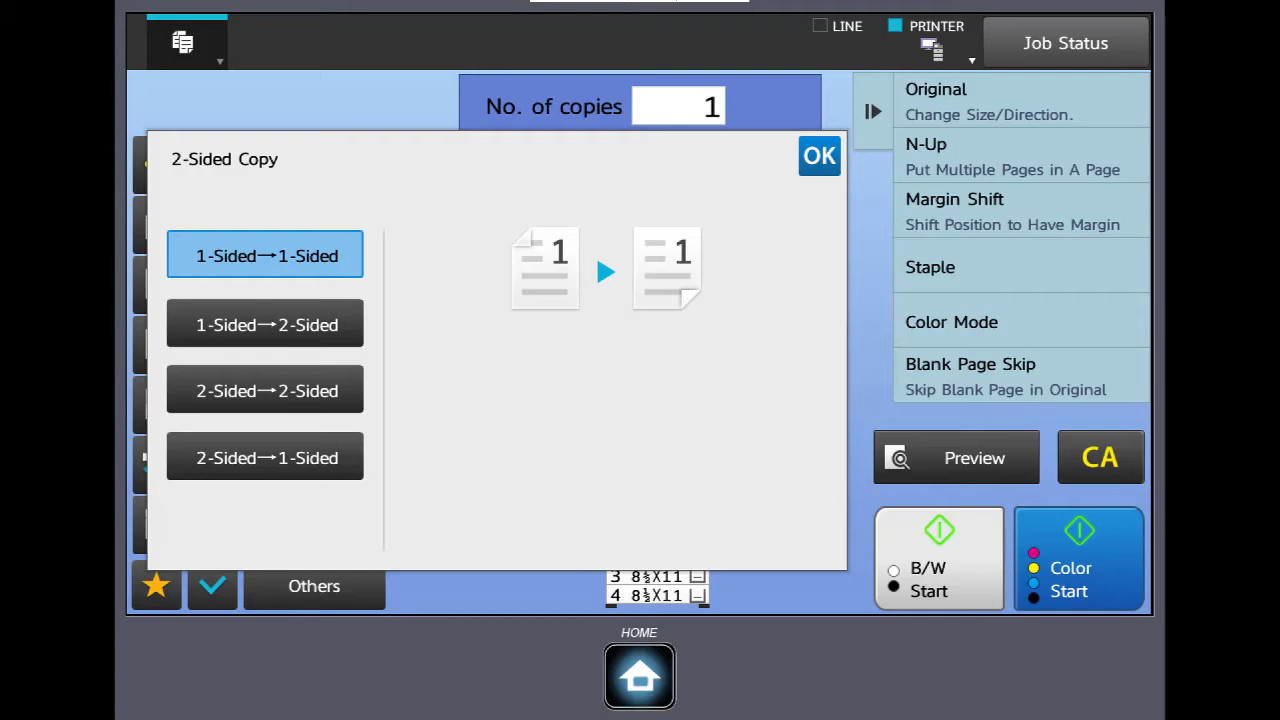 LINE
PRINTER
Job Status
No. of copies 1
Original
Change Size/Direction.
N-Up
Put Multiple Pages in A Page
Margin Shift
Shift Position to Have Margin
Staple
Color Mode
Blank Page Skip
Skip Blank Page in Original
2-Sided Copy
OK
1-Sided→1-Sided
1-Sided→2-Sided
2-Sided→2-Sided
2-Sided→1-Sided
1
1
Preview
CA
B/W
Start
Color
Start
Others
3 8½X11
4 8½X11
HOME